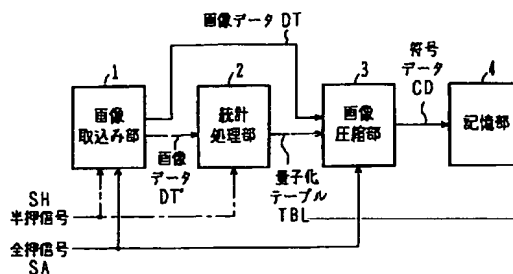 画像データ DT
1
画像
取込み部
2
統計
処理部
3
画像
圧縮部
符号
データ
CD
4
記憶部
画像
データ
DT'
量子化
テーブル
TBL
SH
半押信号
全押信号
SA